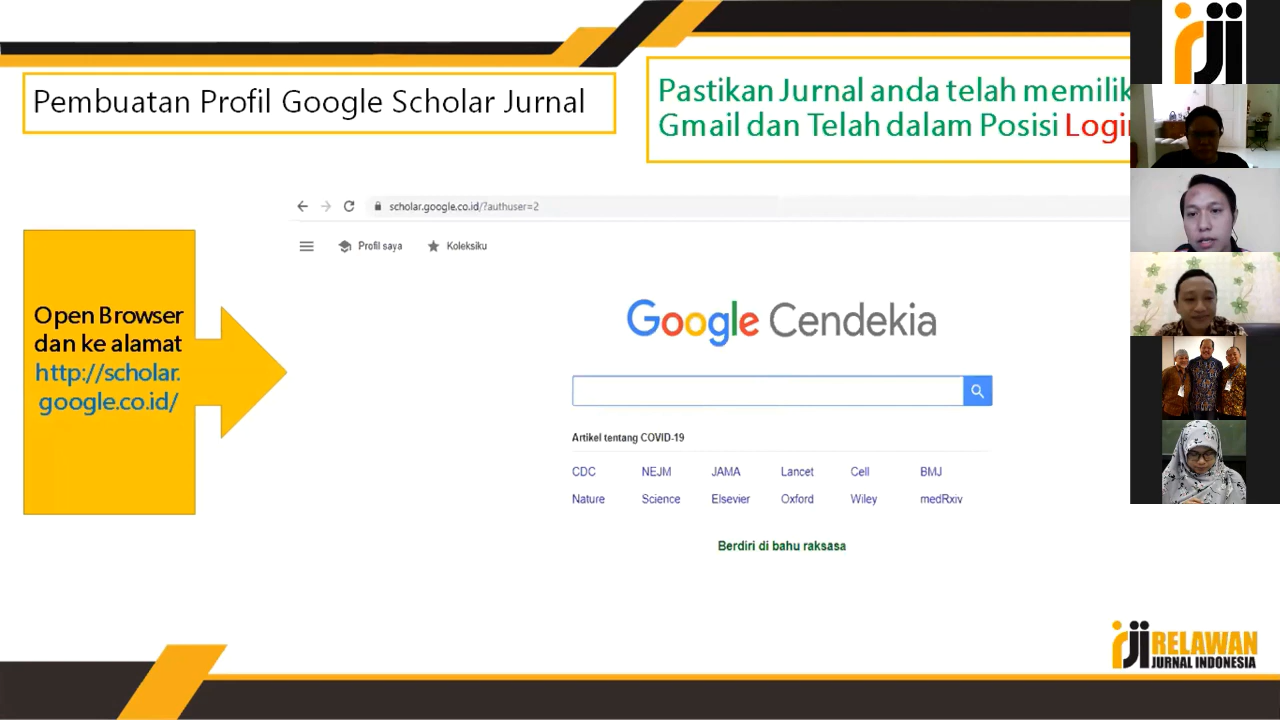 Pembuatan Profil Google Scholar Jurnal
Pastikan Jurnal anda telah memilik
Gmail dan Telah dalam Posisi Login
scholar.google.co.id/?authuser=2
Profil saya
Koleksiku
Open Browser
dan ke alamat
http://scholar.
google.co.id/
Google Cendekia
Artikel tentang COVID-19
CDC NEJM JAMA Lancet Cell BMJ
Nature Science Elsevier Oxford Wiley medRxiv
Berdiri di bahu raksasa
rji
rji RELAWAN
JURNAL INDONESIA